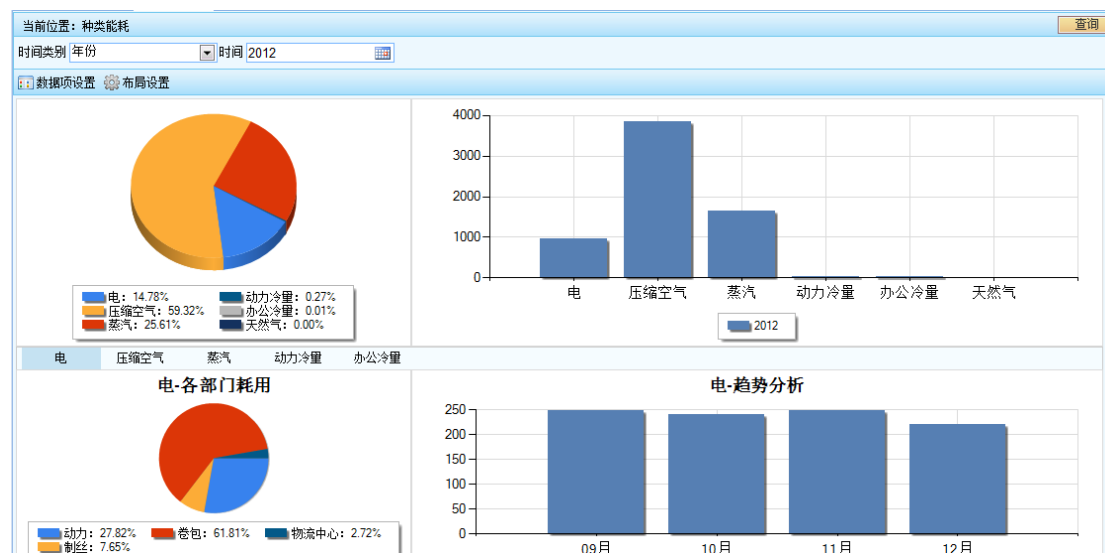 当前位置：种类能耗 查询
时间类别 年份 时间 2012
数据项设置 布局设置
4000
3000
2000
1000
0
电 压缩空气 蒸汽 动力冷量 办公冷量 天然气
2012
电：14.78% 动力冷量：0.27%
压缩空气：59.32% 办公冷量：0.01%
蒸汽：25.61% 天然气：0.00%
电 压缩空气 蒸汽 动力冷量 办公冷量
电-各部门耗用
动力：27.82% 卷包：61.81% 物流中心：2.72%
制丝：7.65%
电-趋势分析
250
200
150
100
50
0
09月 10月 11月 12月